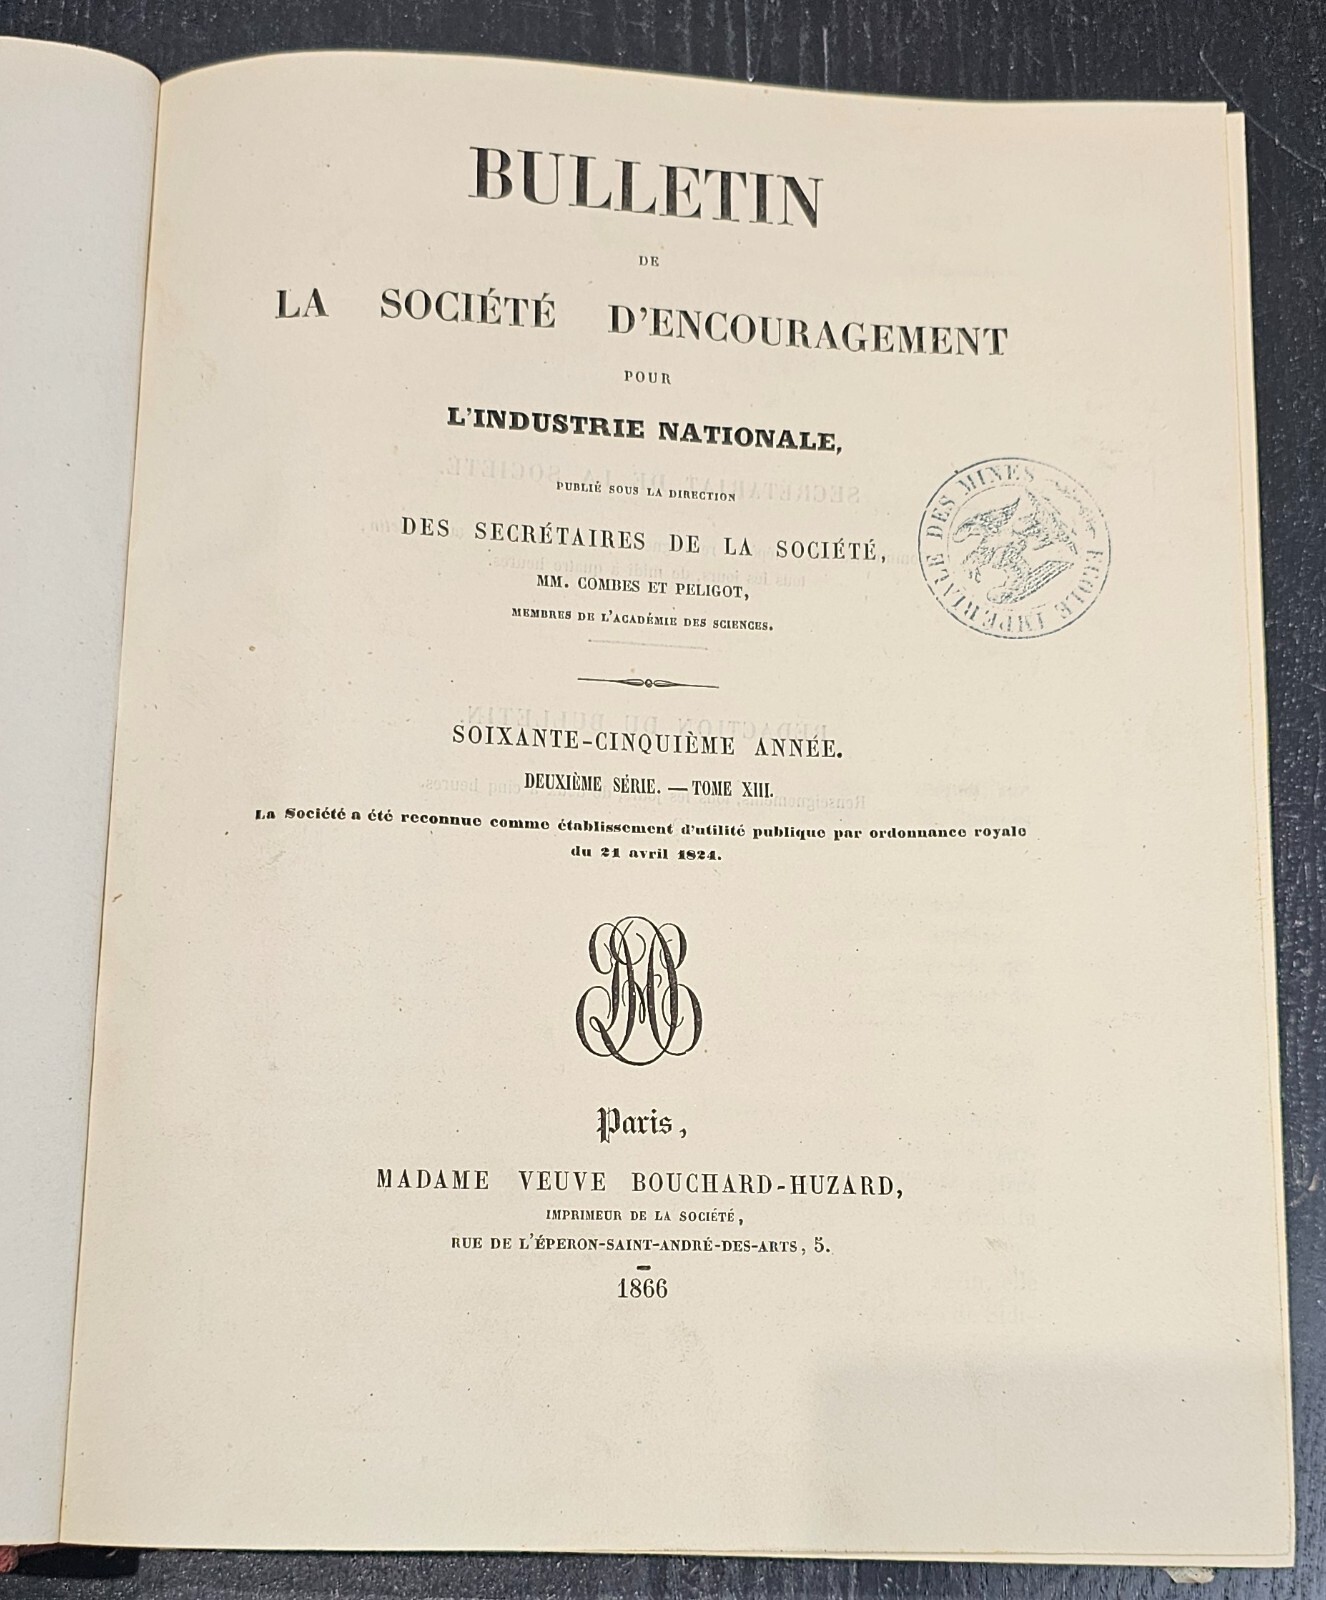 BULLETIN
DE
LA SOCIÉTÉ D'ENCOURAGEMENT
POUR
L'INDUSTRIE NATIONALE,
PUBLIÉ SOUS LA DIRECTION
DES SECRÉTAIRES DE LA SOCIÉTÉ,
MM. COMBES ET PELIGOT,
MEMBRES DE L'ACADÉMIE DES SCIENCES.
ECOLE IMPERIALE DES MINES
SOIXANTE-CINQUIÈME ANNÉE.
DEUXIÈME SÉRIE. — TOME XIII.
La Société a été reconnue comme établissement d'utilité publique par ordonnance royale
du 21 avril 1824.
Paris,
MADAME VEUVE BOUCHARD-HUZARD,
IMPRIMEUR DE LA SOCIÉTÉ,
RUE DE L'ÉPERON-SAINT-ANDRÉ-DES-ARTS, 5.
1866